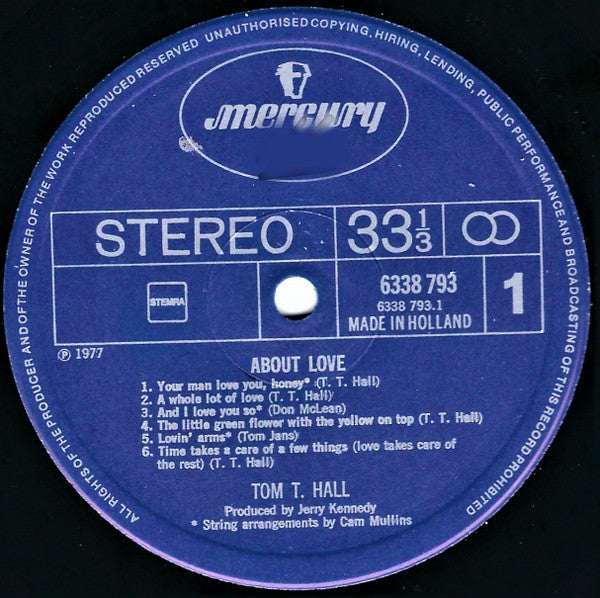 ALL RIGHTS OF THE PRODUCER AND OF THE OWNER OF THE WORK REPRODUCED RESERVED UNAUTHORISED COPYING, HIRING, LENDING, PUBLIC PERFORMANCE AND BROADCASTING OF THIS RECORD PROHIBITED
mercury
STEREO
33 1/3
STEMRA
6338 793
6338 793.1
MADE IN HOLLAND
1
Ⓟ 1977
ABOUT LOVE
1. Your man love you, honey* (T. T. Hall)
2. A whole lot of love (T. T. Hall)
3. And I love you so* (Don McLean)
4. The little green flower with the yellow on top (T. T. Hall)
5. Lovin' arms* (Tom Jans)
6. Time takes a care of a few things (love takes care of
the rest) (T. T. Hall)
TOM T. HALL
Produced by Jerry Kennedy
* String arrangements by Cam Mullins